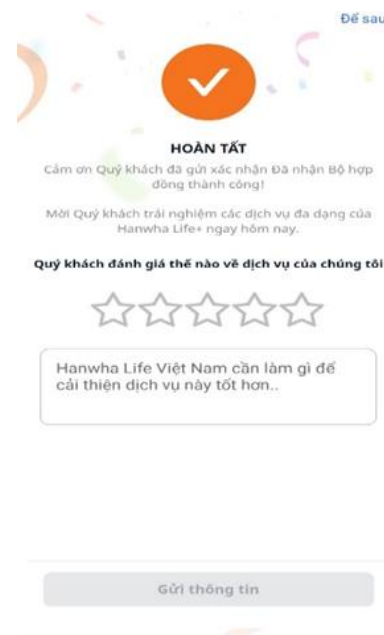 Để sau
HOÀN TẤT
Cảm ơn Quý khách đã gửi xác nhận Đã nhận Bộ hợp
đồng thành công!
Mời Quý khách trải nghiệm các dịch vụ đa dạng của
Hanwha Life+ ngay hôm nay.
Quý khách đánh giá thế nào về dịch vụ của chúng tôi
Hanwha Life Việt Nam cần làm gì để
cải thiện dịch vụ này tốt hơn..
Gửi thông tin